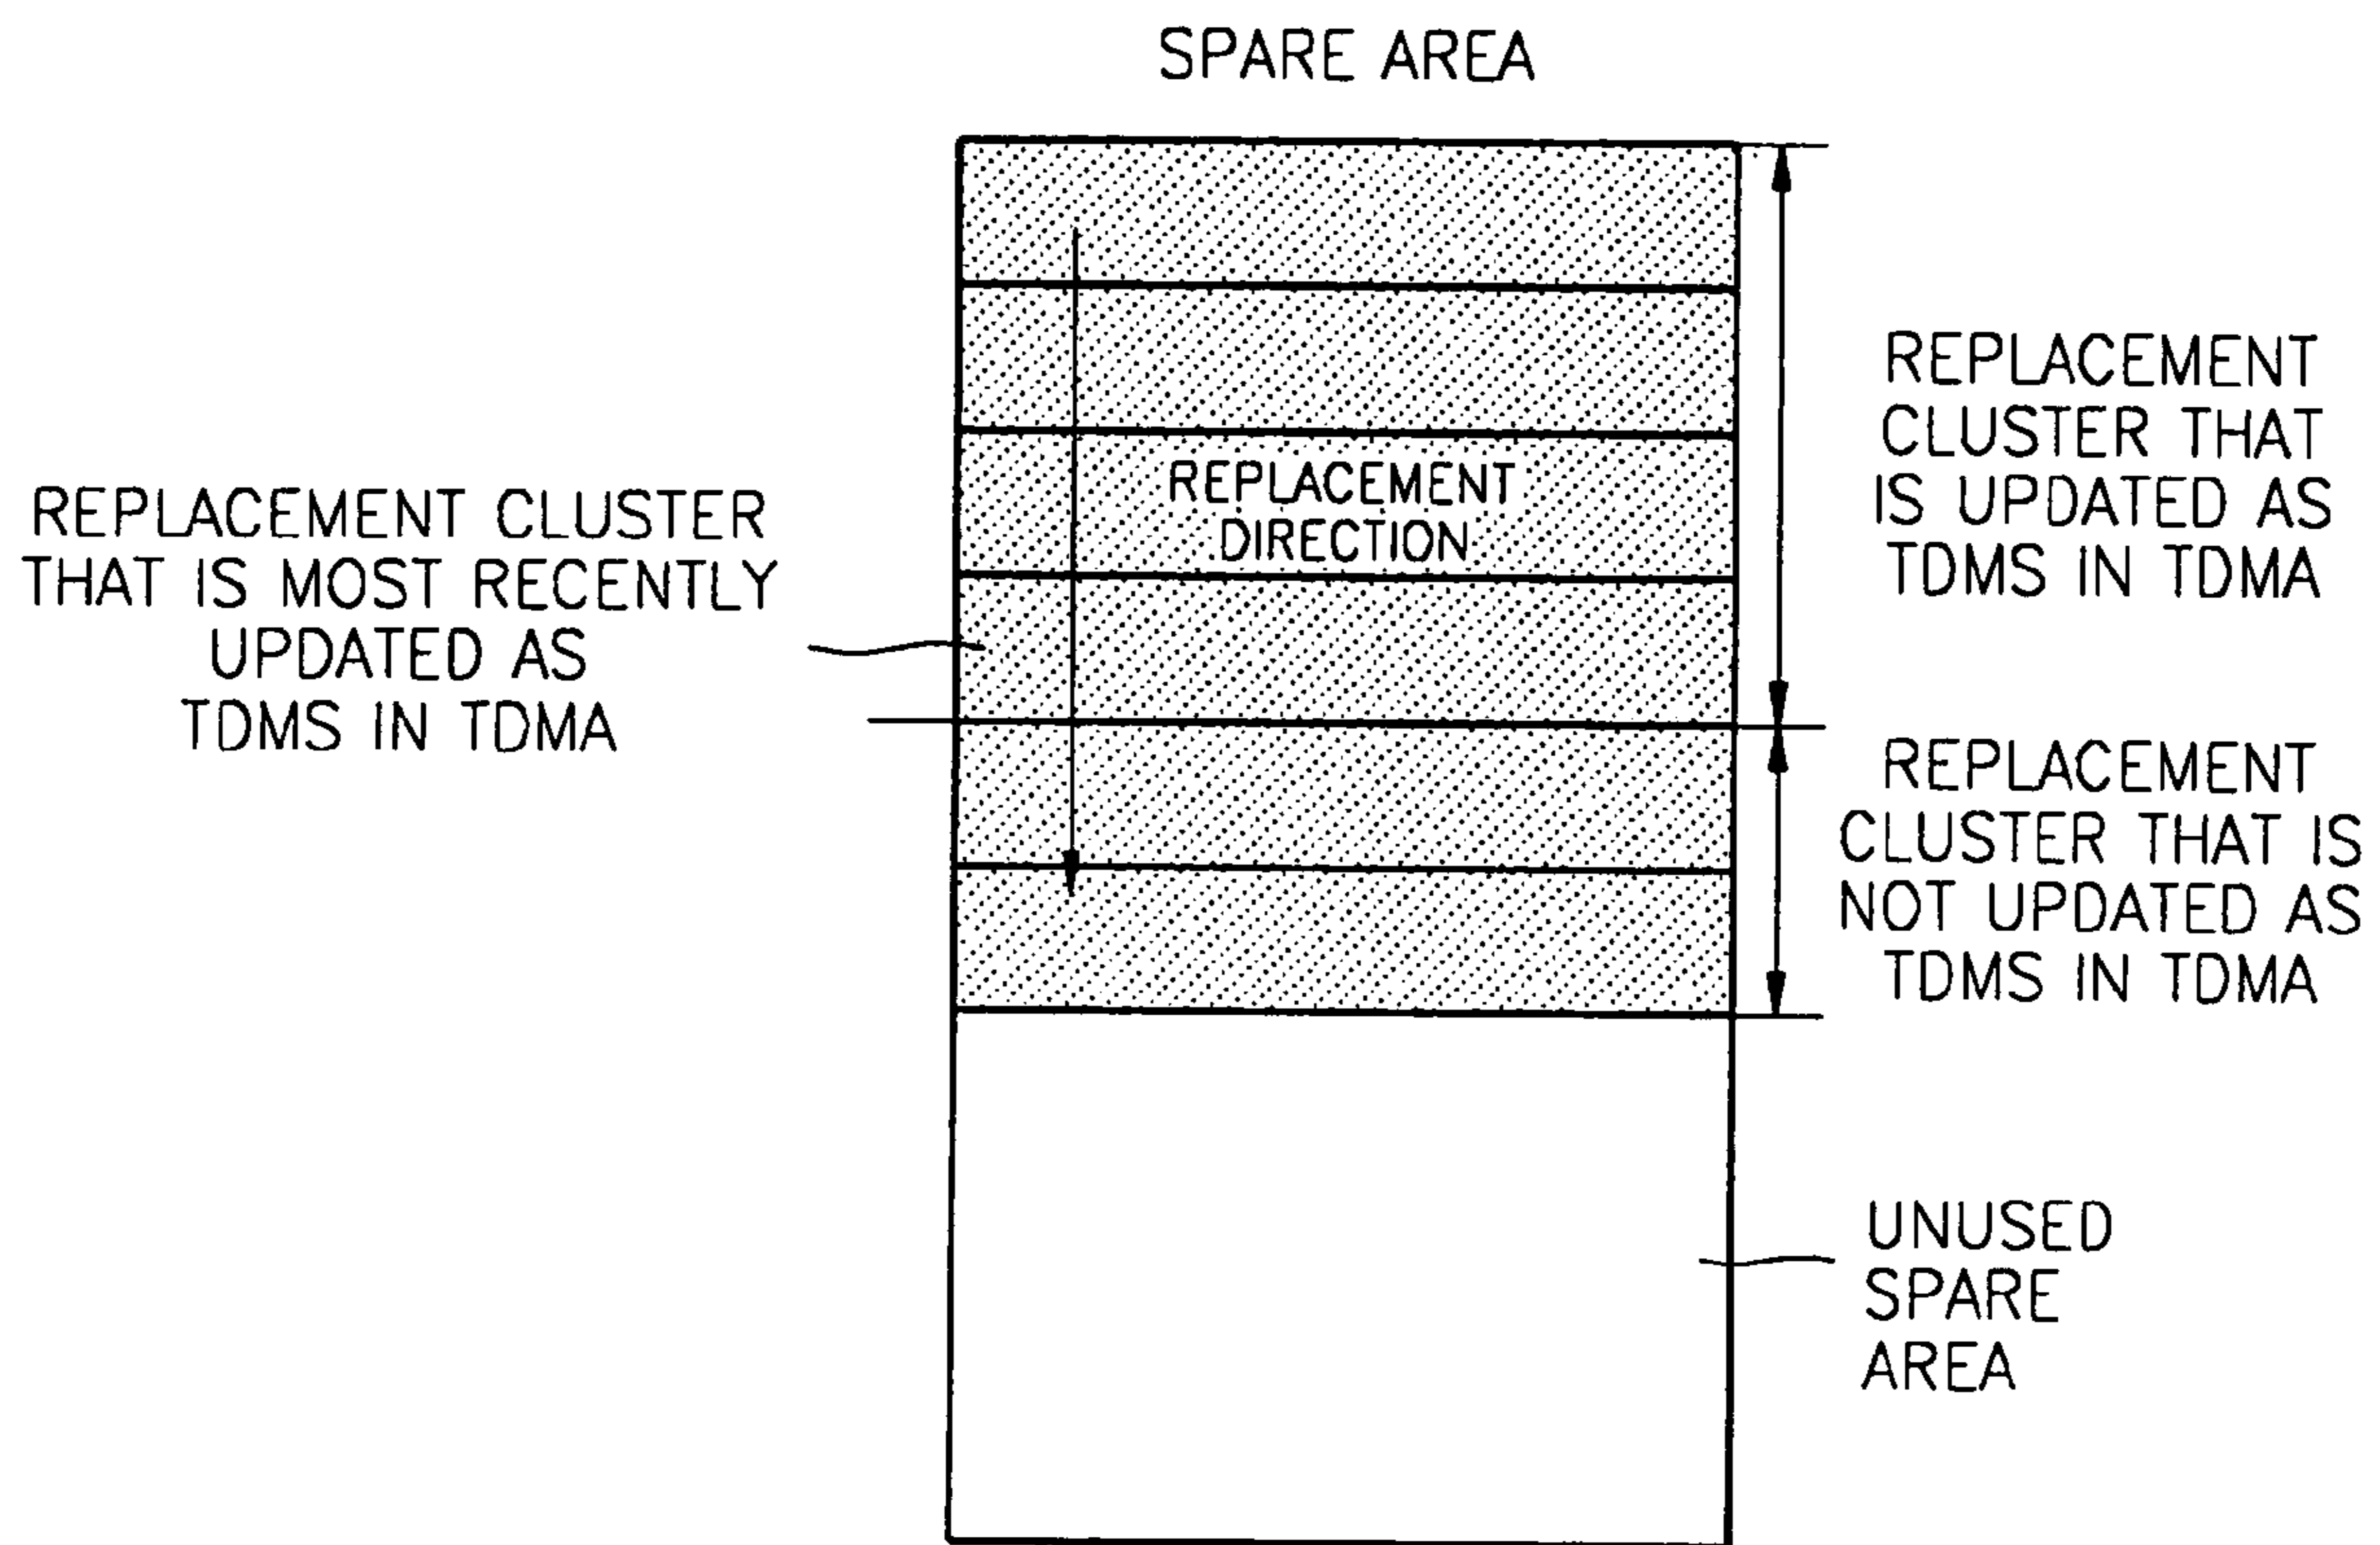 SPARE AREA
REPLACEMENT CLUSTER
THAT IS MOST RECENTLY
UPDATED AS
TDMS IN TDMA
REPLACEMENT
DIRECTION
REPLACEMENT
CLUSTER THAT
IS UPDATED AS
TDMS IN TDMA
REPLACEMENT
CLUSTER THAT IS
NOT UPDATED AS
TDMS IN TDMA
UNUSED
SPARE
AREA